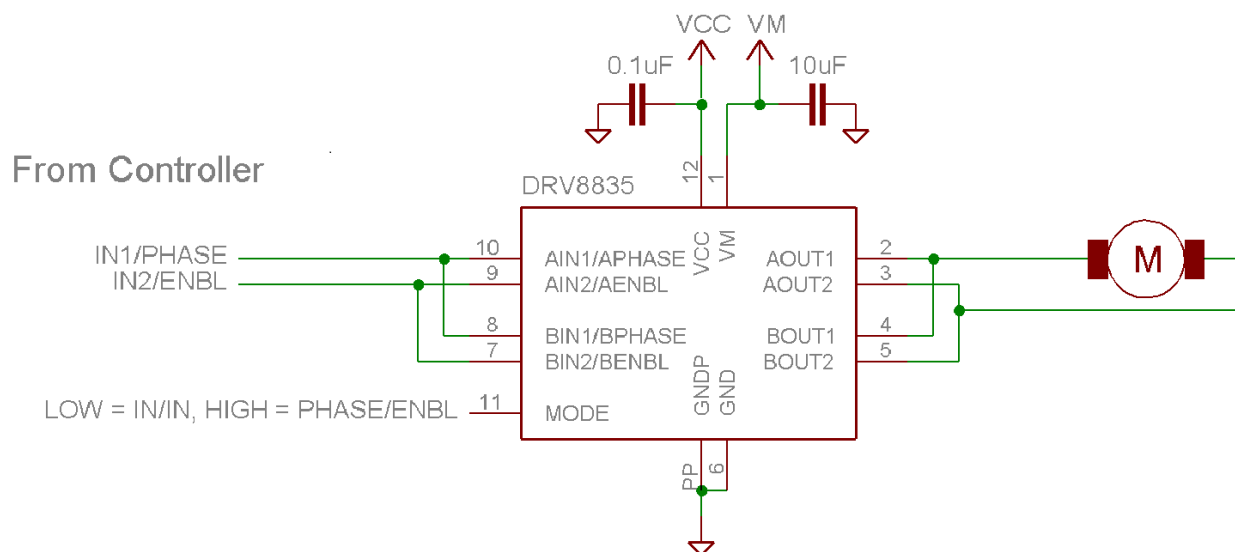 VCC VM
0.1uF 10uF
From Controller
DRV8835
12 1
VCC VM
IN1/PHASE 10 AIN1/APHASE AOUT1 2
IN2/ENBL 9 AIN2/AENBL AOUT2 3
M
8 BIN1/BPHASE BOUT1 4
7 BIN2/BENBL BOUT2 5
GNDP GND
LOW = IN/IN, HIGH = PHASE/ENBL 11 MODE
PP 6